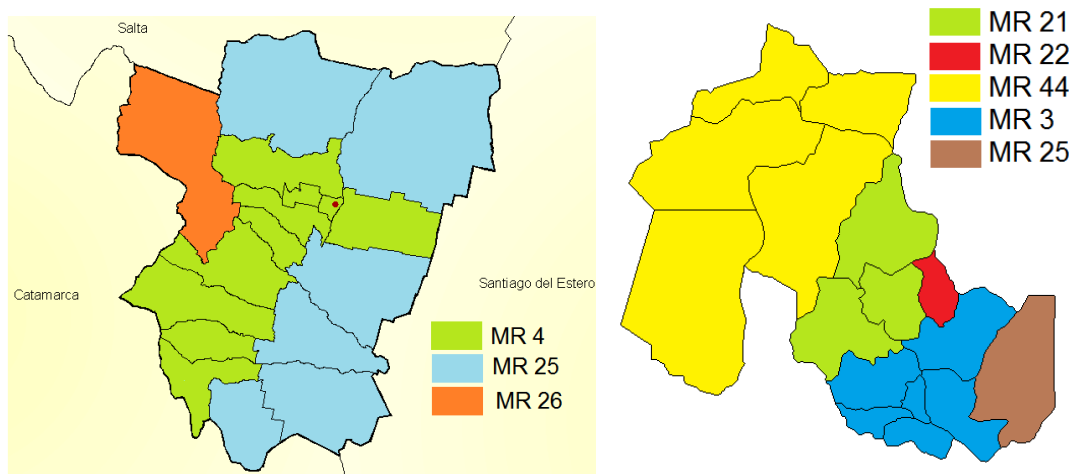 Salta
Catamarca
Santiago del Estero
MR 4
MR 25
MR 26
MR 21
MR 22
MR 44
MR 3
MR 25